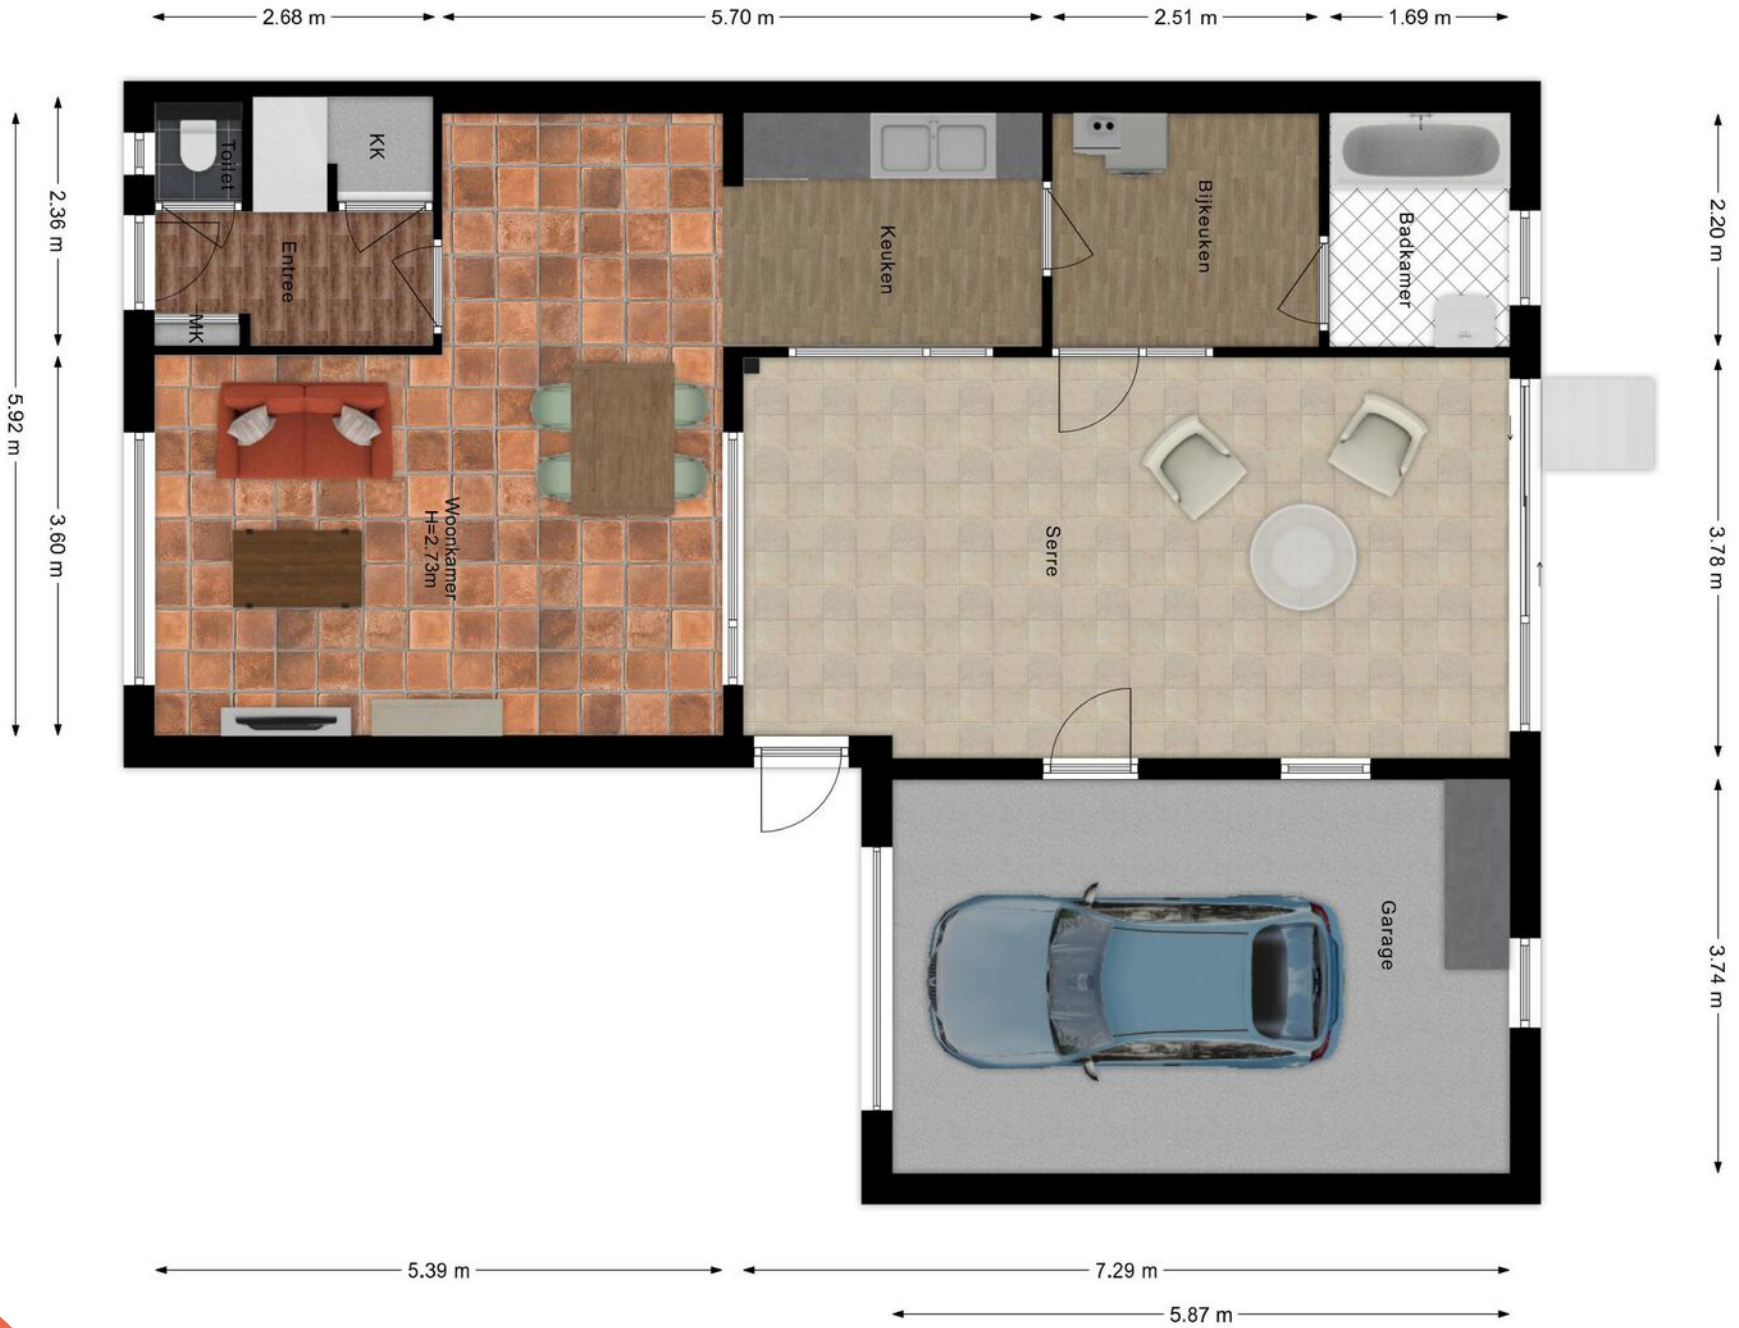 2.68 m
5.70 m
2.51 m
1.69 m
5.92 m
2.36 m
3.60 m
Toilet
KK
Entree
MK
Keuken
Bijkeuken
Badkamer
Woonkamer
H=2.73m
Serre
Garage
2.20 m
3.78 m
3.74 m
5.39 m
7.29 m
5.87 m